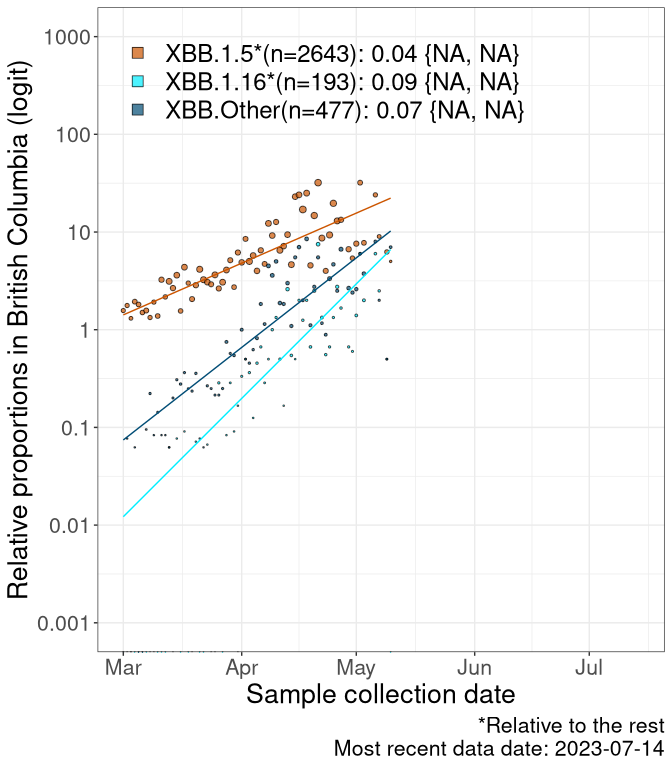 XBB.1.5*(n=2643): 0.04 {NA, NA}
XBB.1.16*(n=193): 0.09 {NA, NA}
XBB.Other(n=477): 0.07 {NA, NA}
Relative proportions in British Columbia (logit)
1000
100
10
1
0.1
0.01
0.001
Mar Apr May Jun Jul
Sample collection date
*Relative to the rest
Most recent data date: 2023-07-14